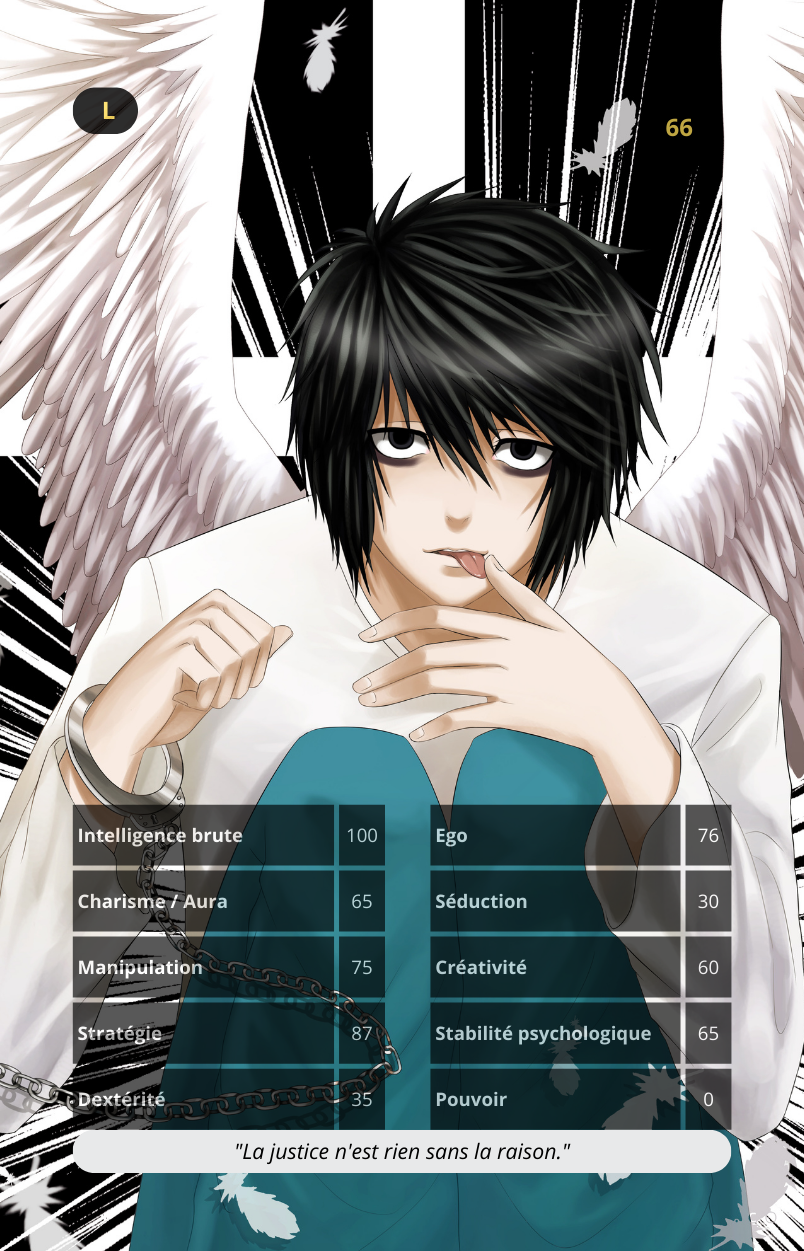 L
66
Intelligence brute 100
Ego 76
Charisme / Aura 65
Séduction 30
Manipulation 75
Créativité 60
Stratégie 87
Stabilité psychologique 65
Dextérité 35
Pouvoir 0
"La justice n'est rien sans la raison."